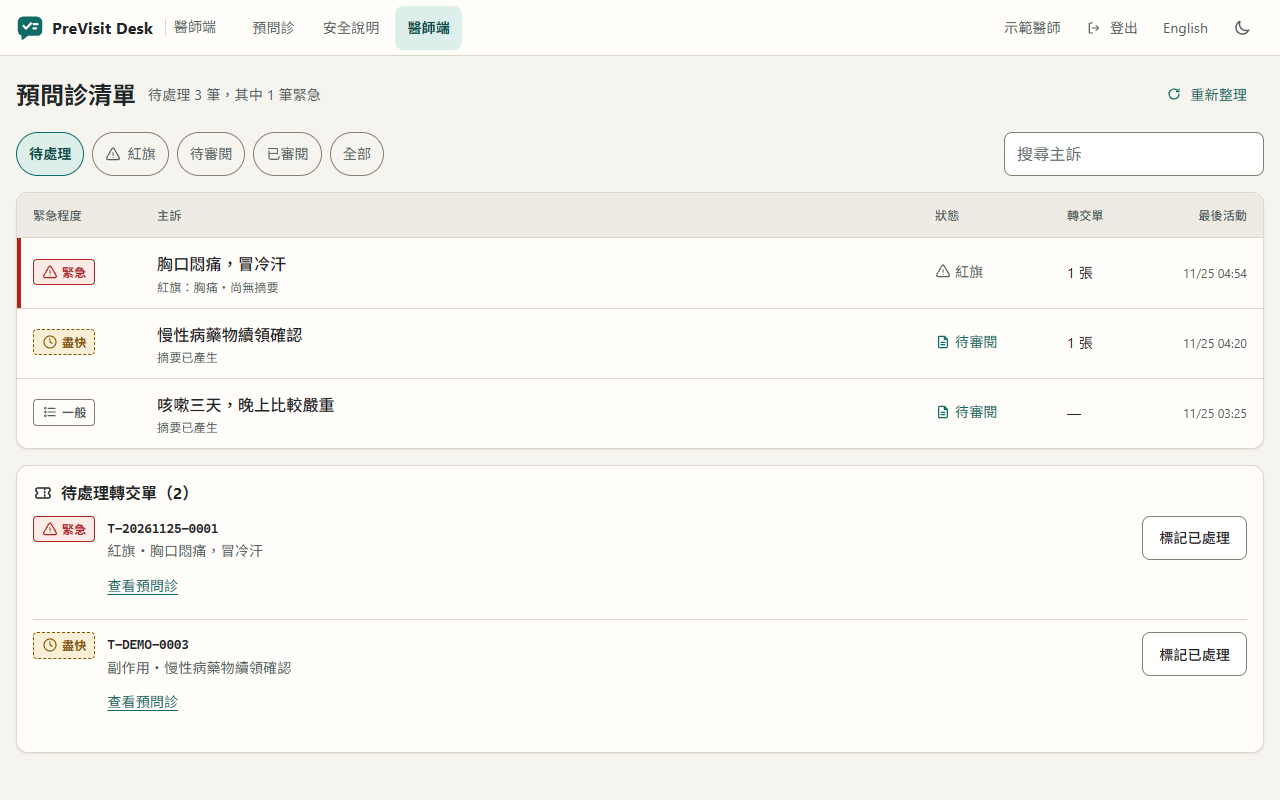 PreVisit Desk 醫師端 預問診 安全說明 醫師端 示範醫師 登出 English
預問診清單 待處理 3 筆，其中 1 筆緊急 重新整理
待處理 紅旗 待審閱 已審閱 全部 搜尋主訴
緊急程度 主訴 狀態 轉交單 最後活動
緊急 胸口悶痛，冒冷汗 紅旗 1 張 11/25 04:54
紅旗：胸痛・尚無摘要
盡快 慢性病藥物續領確認 待審閱 1 張 11/25 04:20
摘要已產生
一般 咳嗽三天，晚上比較嚴重 待審閱 — 11/25 03:25
摘要已產生
待處理轉交單（2）
緊急 T-20261125-0001 標記已處理
紅旗・胸口悶痛，冒冷汗
查看預問診
盡快 T-DEMO-0003 標記已處理
副作用・慢性病藥物續領確認
查看預問診